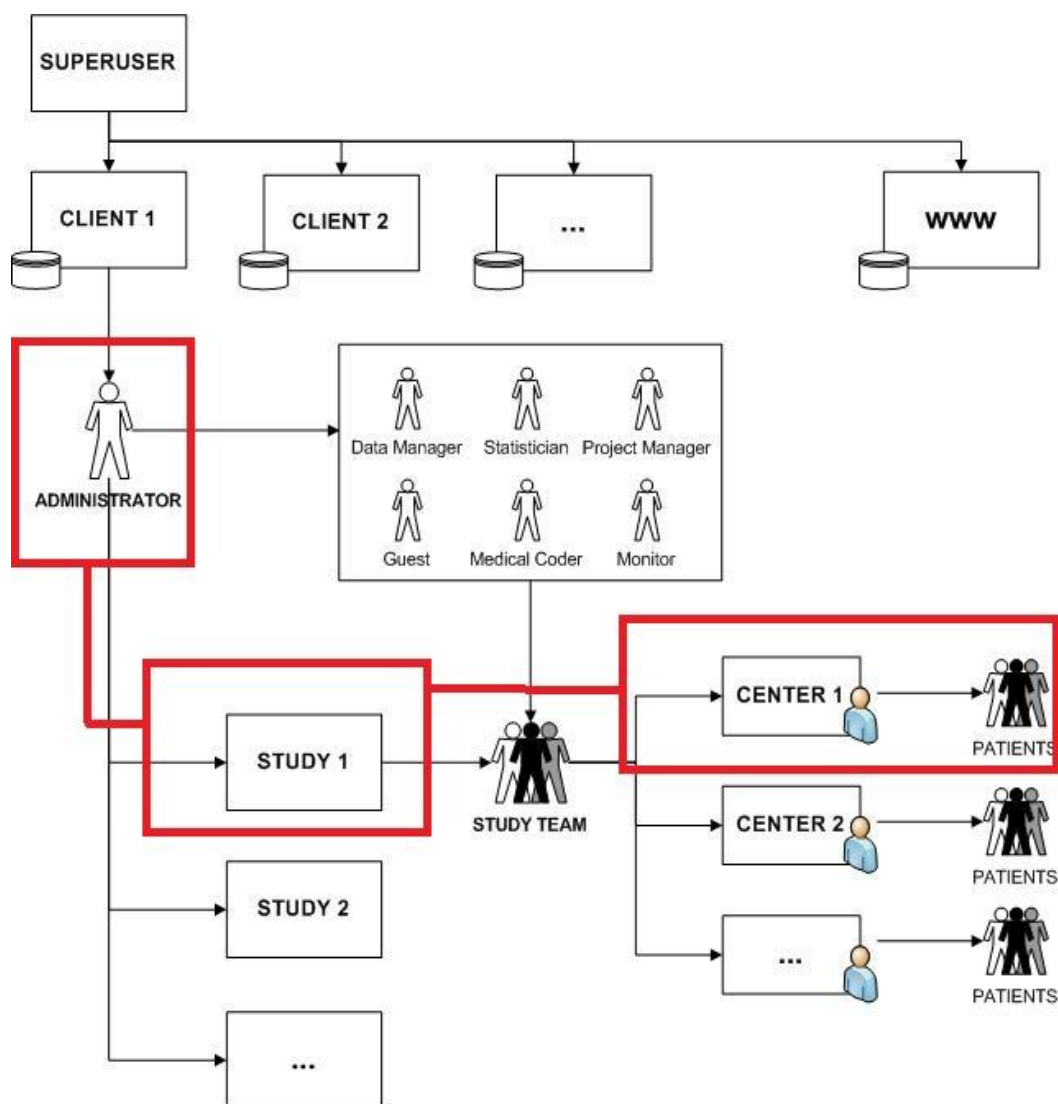 SUPERUSER
CLIENT 1
CLIENT 2
...
WWW
Data Manager
Statistician
Project Manager
ADMINISTRATOR
Guest
Medical Coder
Monitor
CENTER 1
PATIENTS
STUDY 1
STUDY TEAM
CENTER 2
PATIENTS
STUDY 2
...
PATIENTS
...